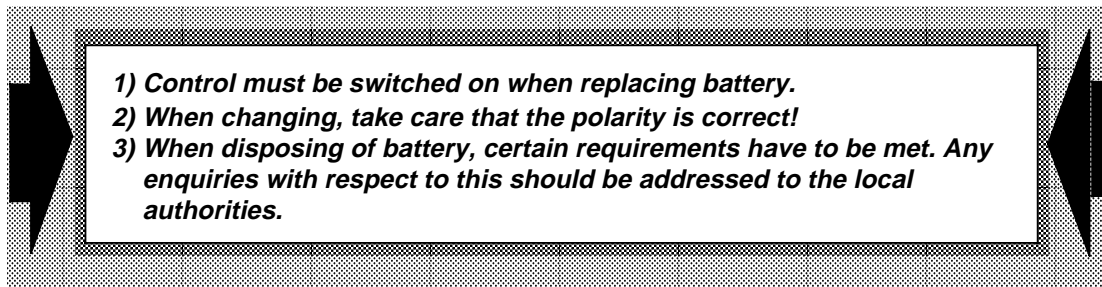 1) Control must be switched on when replacing battery.
2) When changing, take care that the polarity is correct!
3) When disposing of battery, certain requirements have to be met. Any
enquiries with respect to this should be addressed to the local
authorities.